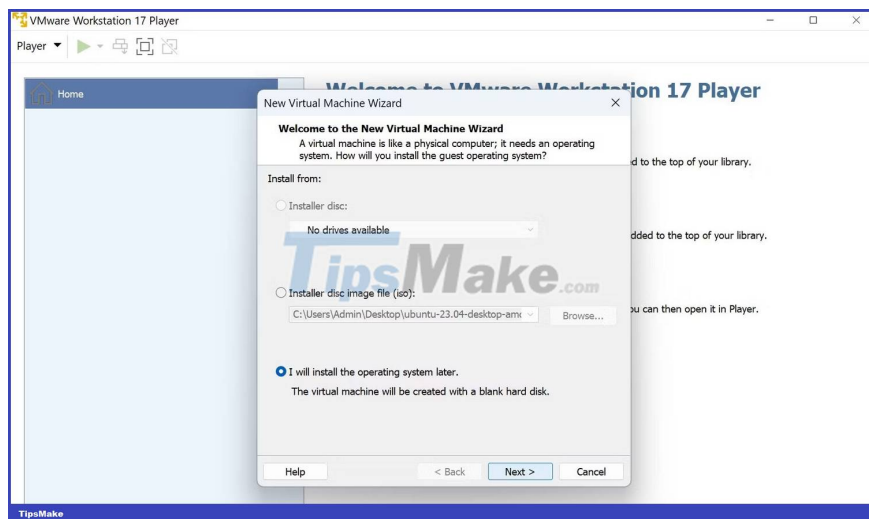 VMware Workstation 17 Player
Player
Home
Welcome to VMware Workstation 17 Player
New Virtual Machine Wizard
Welcome to the New Virtual Machine Wizard
A virtual machine is like a physical computer; it needs an operating
system. How will you install the guest operating system?
d to the top of your library.
Install from:
Installer disc:
No drives available
dded to the top of your library.
TipsMake.com
Installer disc image file (iso):
C:\Users\Admin\Desktop\ubuntu-23.04-desktop-am
Browse...
ou can then open it in Player.
I will install the operating system later.
The virtual machine will be created with a blank hard disk.
Help
< Back
Next >
Cancel
TipsMake